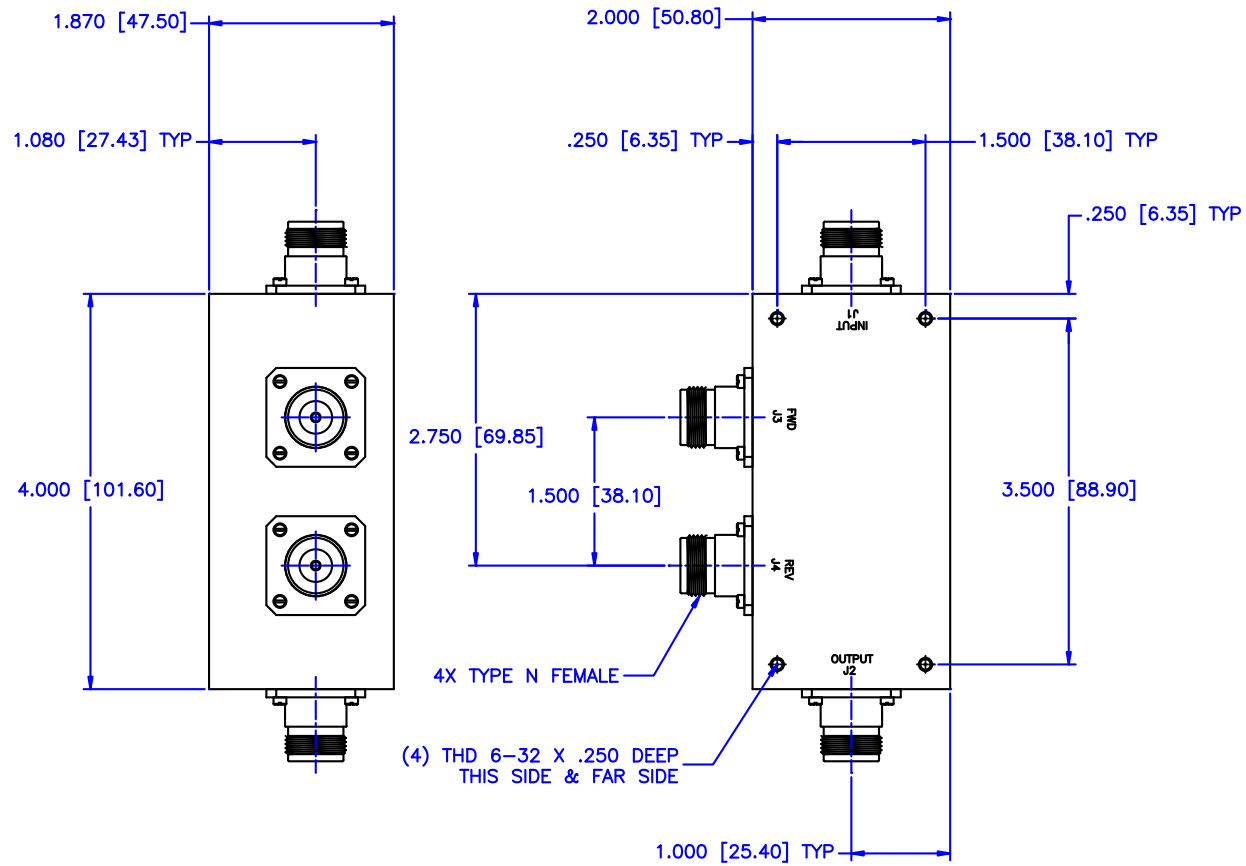 1.870 [47.50]
2.000 [50.80]
1.080 [27.43] TYP
.250 [6.35] TYP
1.500 [38.10] TYP
.250 [6.35] TYP
INPUT
J1
FWD
J3
2.750 [69.85]
4.000 [101.60]
1.500 [38.10]
3.500 [88.90]
REV
J4
OUTPUT
J2
4X TYPE N FEMALE
(4) THD 6-32 X .250 DEEP
THIS SIDE & FAR SIDE
1.000 [25.40] TYP